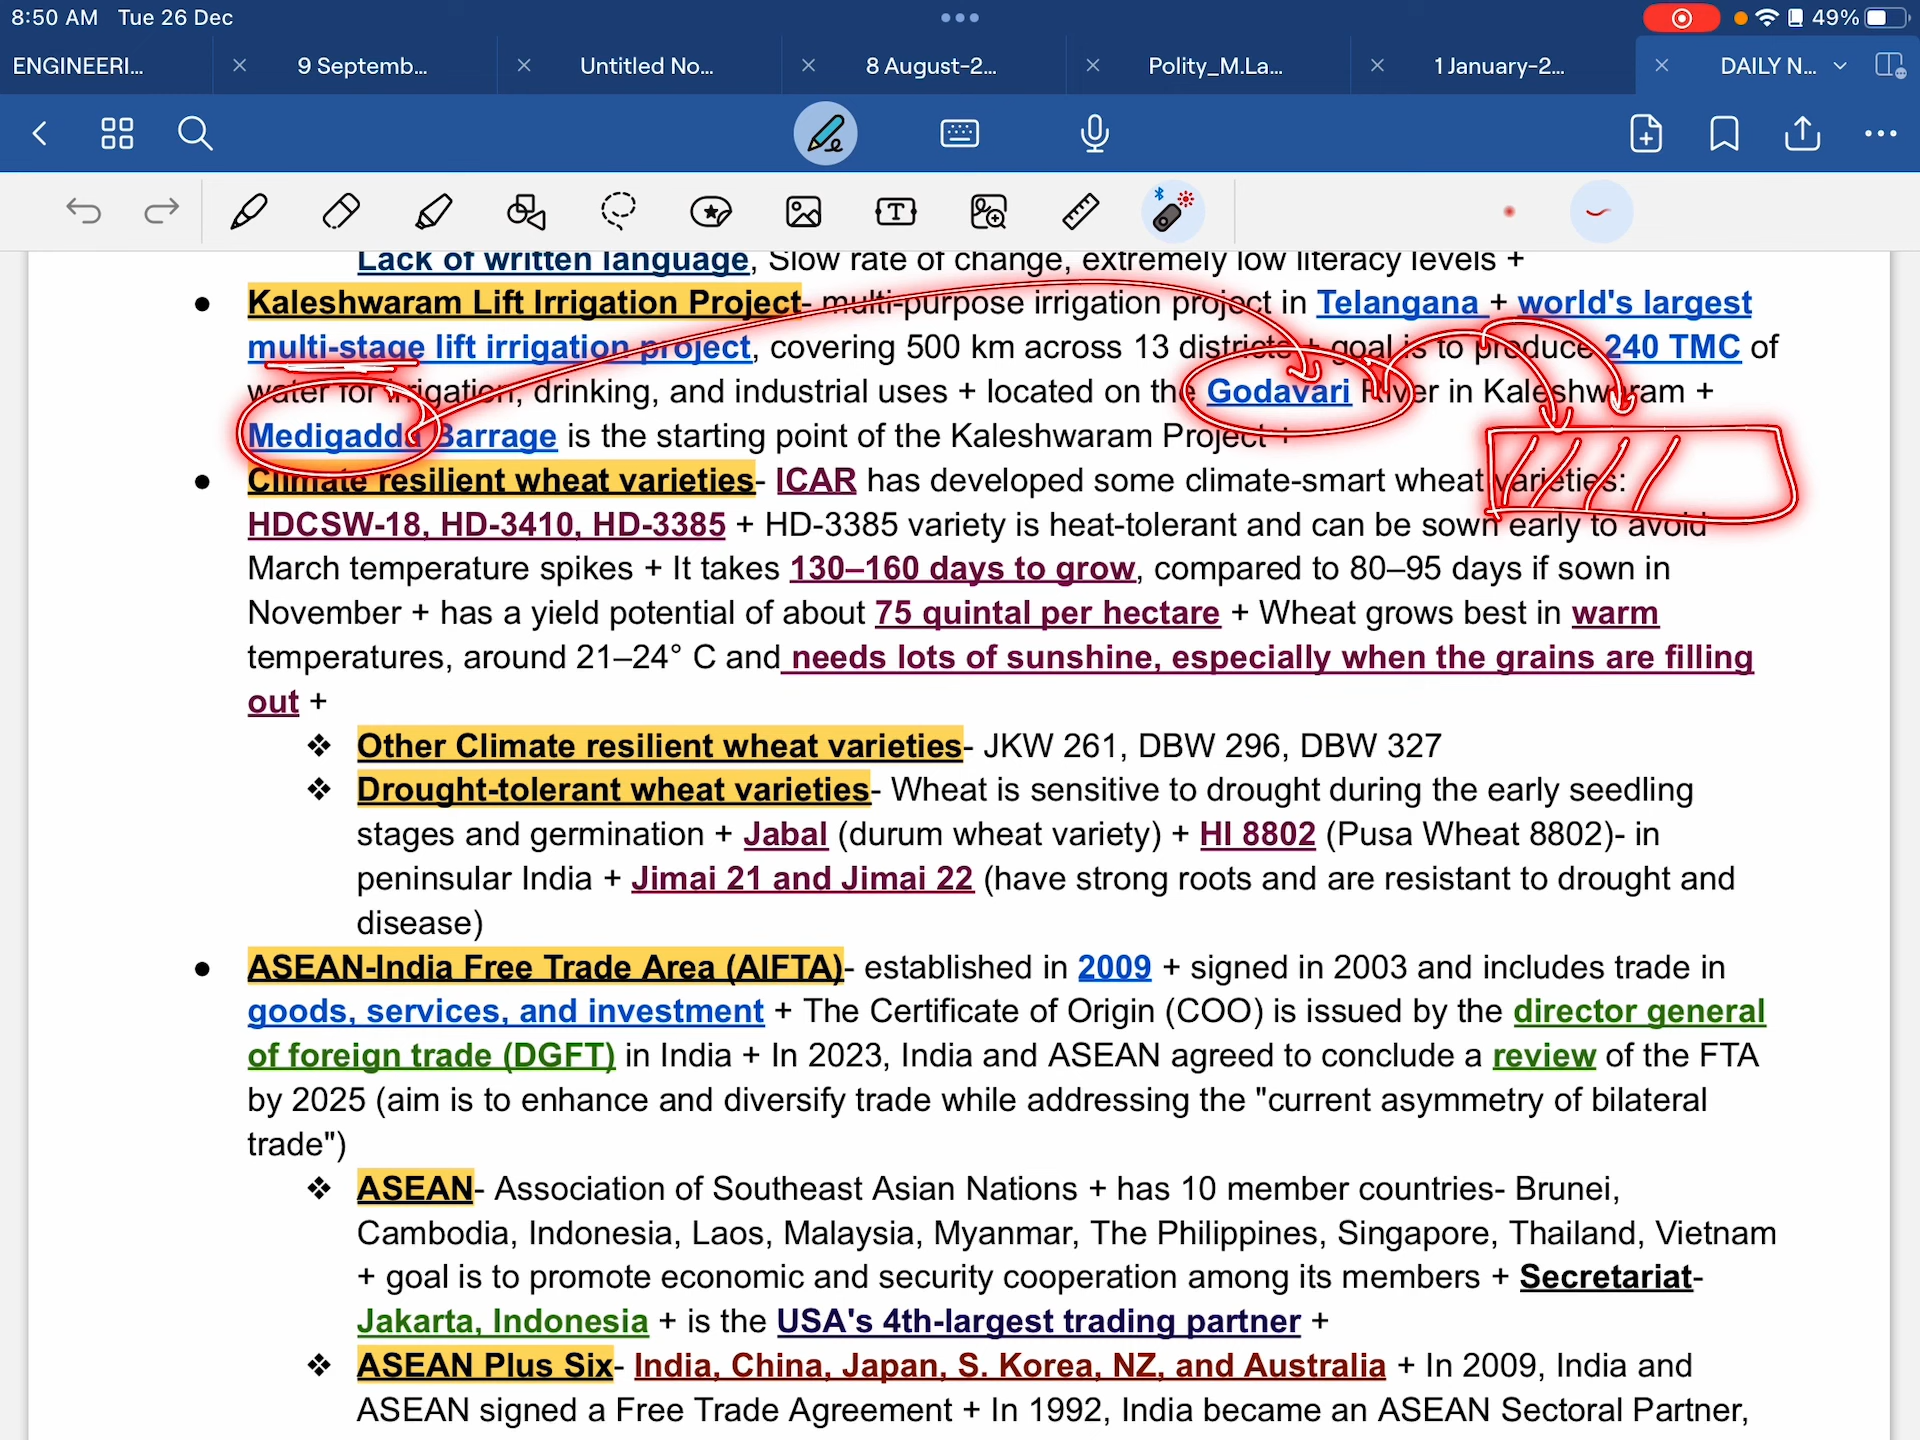 8:50 AM Tue 26 Dec
49%
ENGINEERI...
9 Septemb...
Untitled No...
8 August-2...
Polity_M.La...
1 January-2...
DAILY N...
Lack of written language, Slow rate of change, extremely low literacy levels +
● Kaleshwaram Lift Irrigation Project- multi-purpose irrigation project in Telangana + world's largest
multi-stage lift irrigation project, covering 500 km across 13 districts + goal is to produce 240 TMC of
water for irrigation, drinking, and industrial uses + located on the Godavari River in Kaleshwaram +
Medigadda Barrage is the starting point of the Kaleshwaram Project +
● Climate resilient wheat varieties- ICAR has developed some climate-smart wheat varieties:
HDCSW-18, HD-3410, HD-3385 + HD-3385 variety is heat-tolerant and can be sown early to avoid
March temperature spikes + It takes 130–160 days to grow, compared to 80–95 days if sown in
November + has a yield potential of about 75 quintal per hectare + Wheat grows best in warm
temperatures, around 21–24° C and needs lots of sunshine, especially when the grains are filling
out +
❖ Other Climate resilient wheat varieties- JKW 261, DBW 296, DBW 327
❖ Drought-tolerant wheat varieties- Wheat is sensitive to drought during the early seedling
stages and germination + Jabal (durum wheat variety) + HI 8802 (Pusa Wheat 8802)- in
peninsular India + Jimai 21 and Jimai 22 (have strong roots and are resistant to drought and
disease)
● ASEAN-India Free Trade Area (AIFTA)- established in 2009 + signed in 2003 and includes trade in
goods, services, and investment + The Certificate of Origin (COO) is issued by the director general
of foreign trade (DGFT) in India + In 2023, India and ASEAN agreed to conclude a review of the FTA
by 2025 (aim is to enhance and diversify trade while addressing the "current asymmetry of bilateral
trade")
❖ ASEAN- Association of Southeast Asian Nations + has 10 member countries- Brunei,
Cambodia, Indonesia, Laos, Malaysia, Myanmar, The Philippines, Singapore, Thailand, Vietnam
+ goal is to promote economic and security cooperation among its members + Secretariat-
Jakarta, Indonesia + is the USA's 4th-largest trading partner +
❖ ASEAN Plus Six- India, China, Japan, S. Korea, NZ, and Australia + In 2009, India and
ASEAN signed a Free Trade Agreement + In 1992, India became an ASEAN Sectoral Partner,